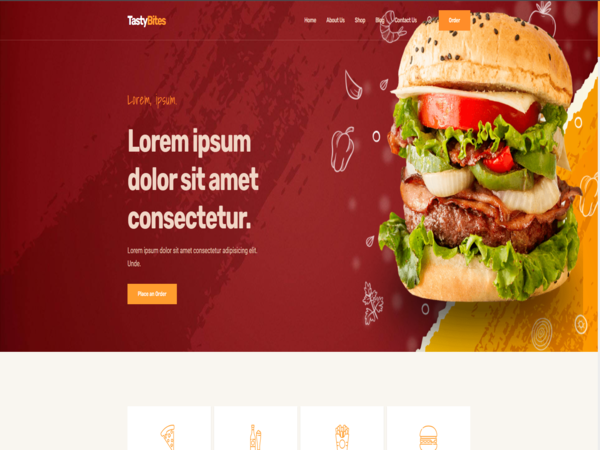 TastyBites
Home About Us Shop Blog Contact Us
Order
Lorem, ipsum.
Lorem ipsum
dolor sit amet
consectetur.
Lorem ipsum dolor sit amet consectetur adipisicing elit.
Unde.
Place an Order